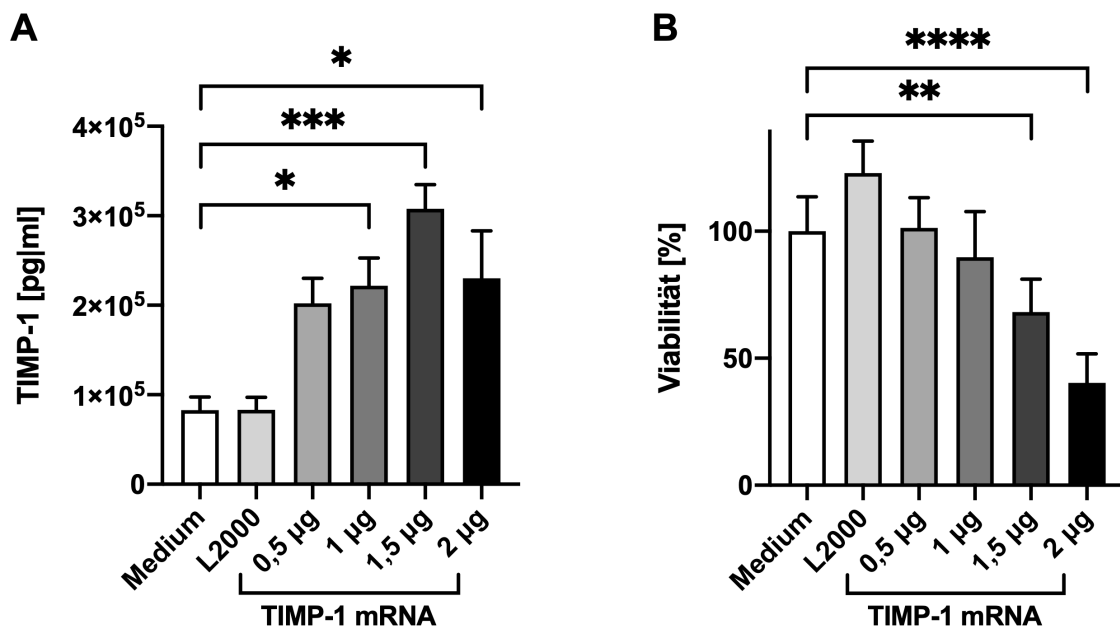 A
*
***
*
4×10⁵
3×10⁵
2×10⁵
1×10⁵
0
TIMP-1 [pg|ml]
Medium
L2000
0,5 µg
1 µg
1,5 µg
2 µg
TIMP-1 mRNA
B
****
**
100
50
0
Viabilität [%]
Medium
L2000
0,5 µg
1 µg
1,5 µg
2 µg
TIMP-1 mRNA